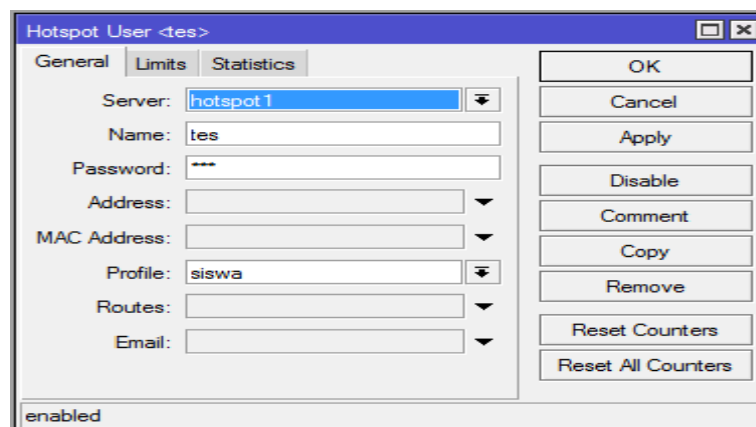 Hotspot User <tes>
General Limits Statistics
Server: hotspot1
Name: tes
Password: ***
Address:
MAC Address:
Profile: siswa
Routes:
Email:
OK
Cancel
Apply
Disable
Comment
Copy
Remove
Reset Counters
Reset All Counters
enabled